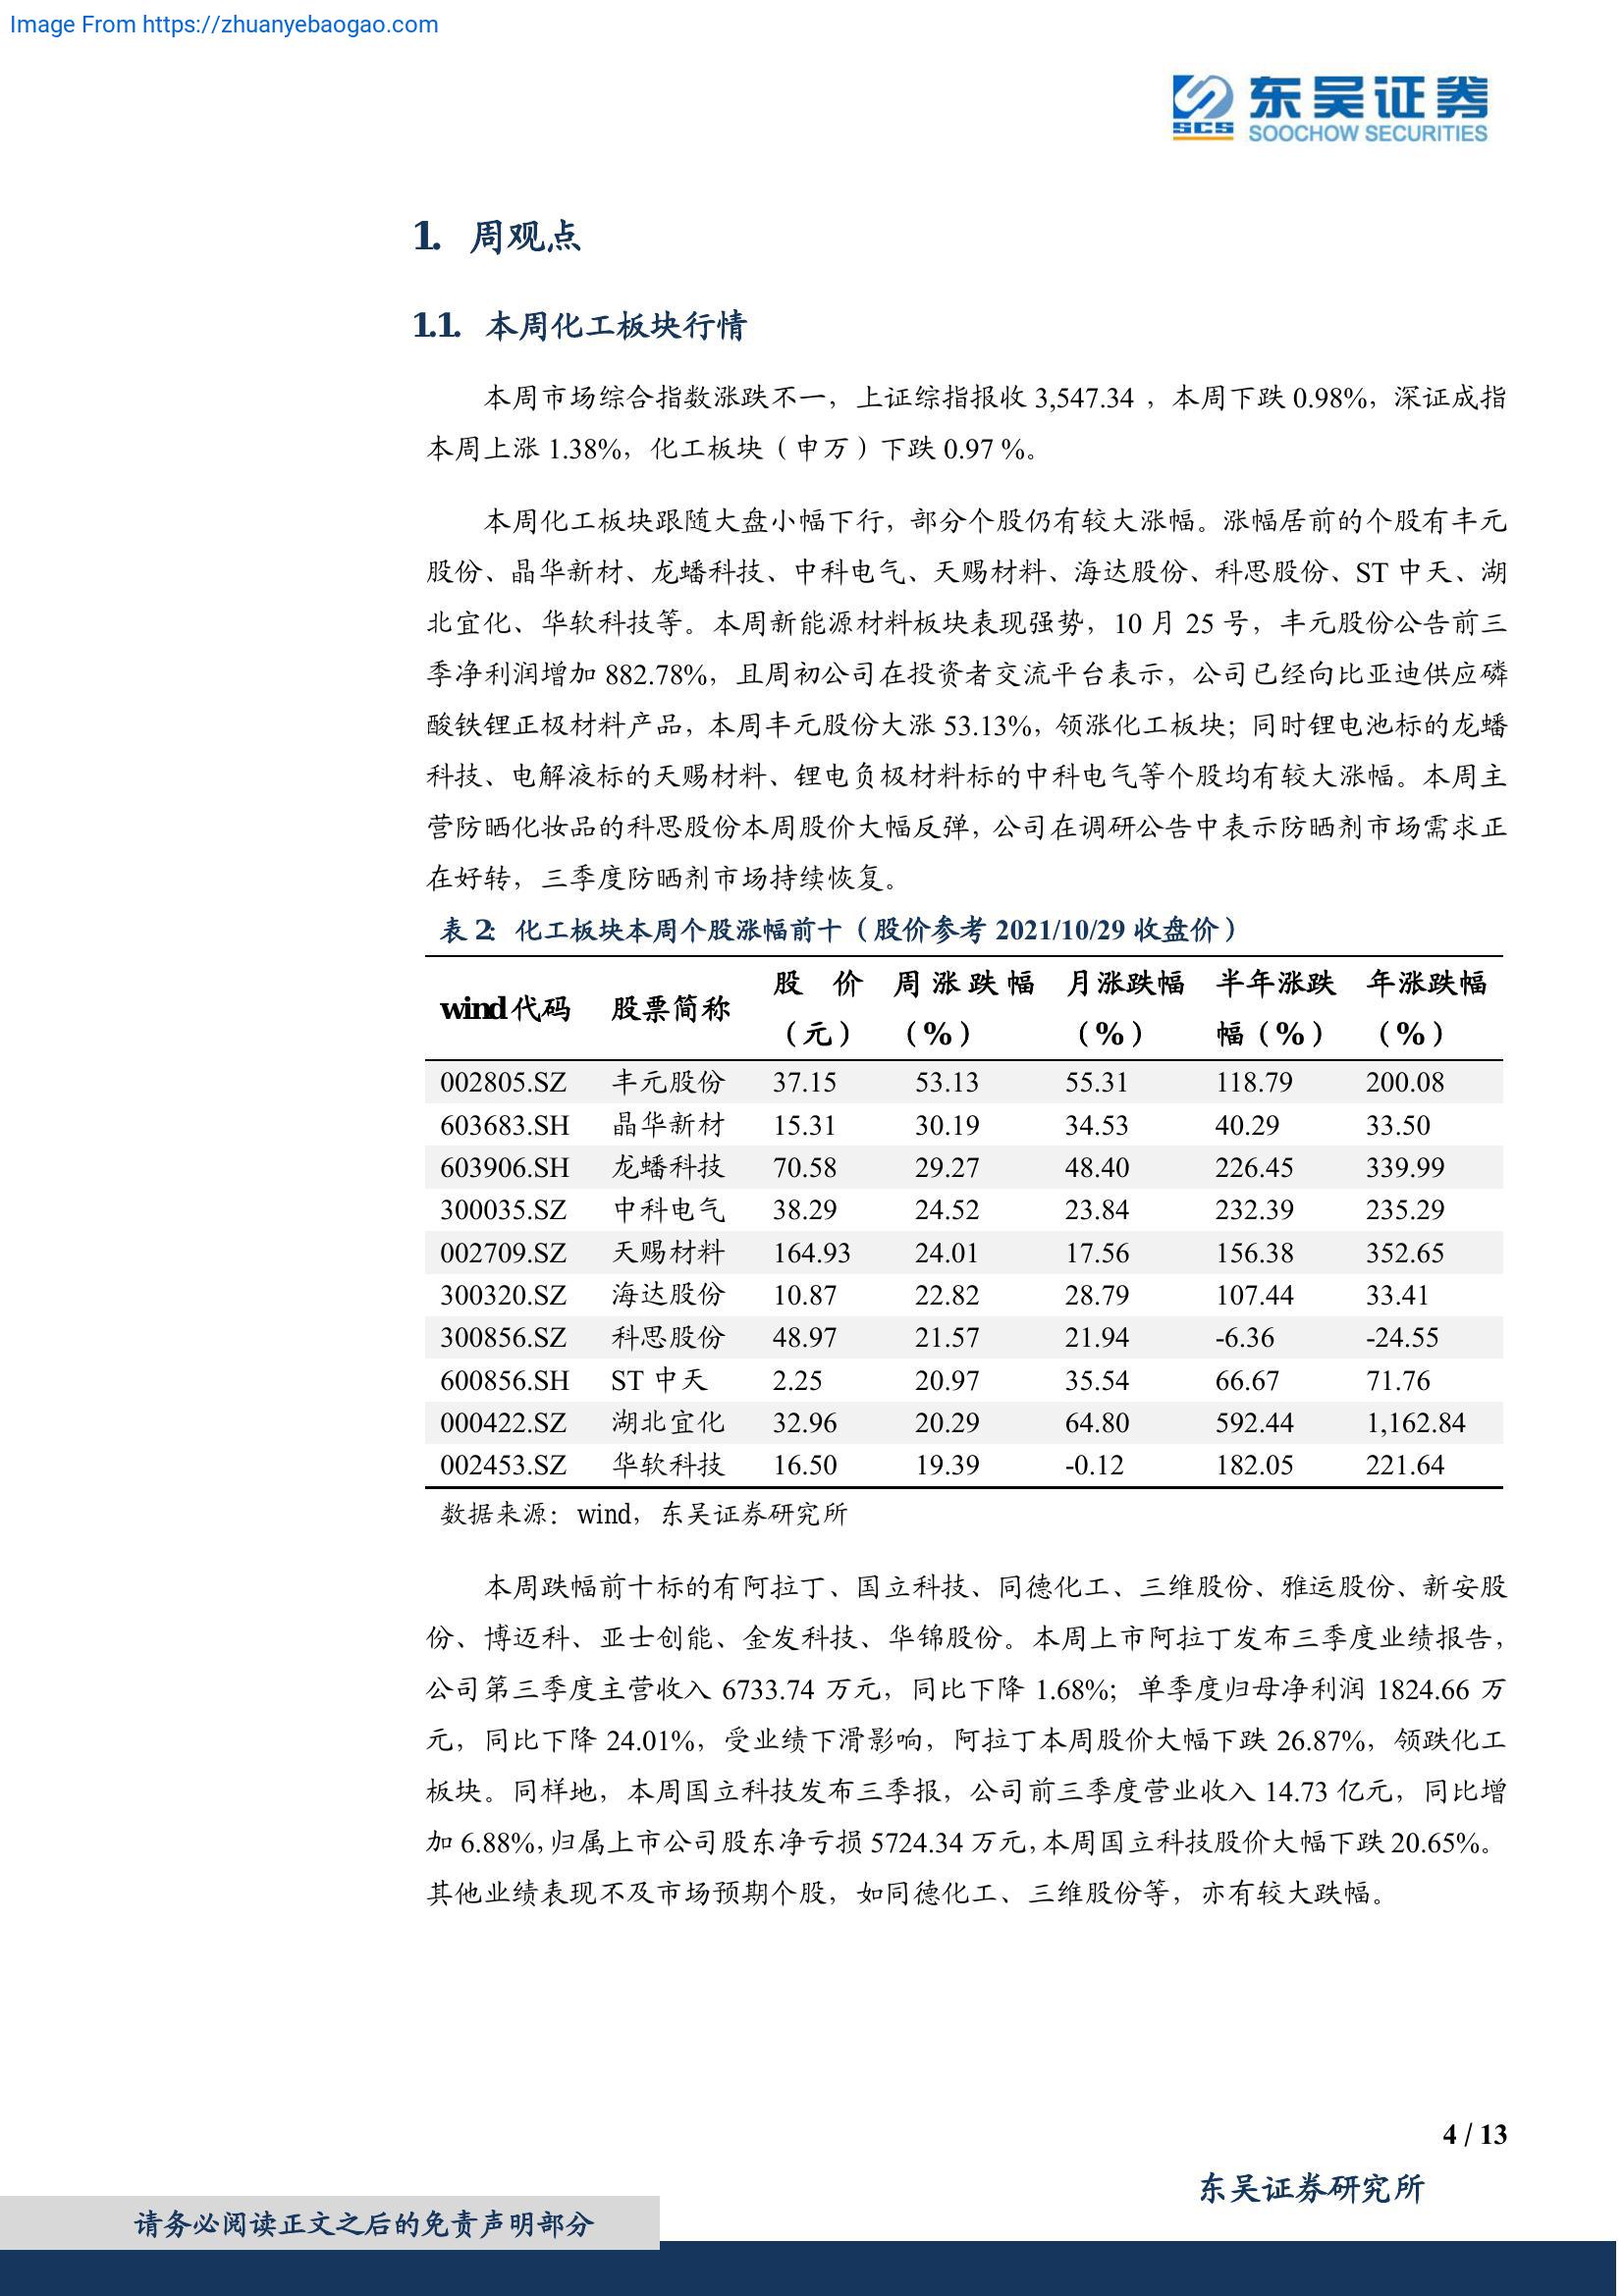 Image From https://zhuanyebaogao.com
SCS 东吴证券
SOOCHOW SECURITIES
1. 周观点
1.1. 本周化工板块行情
本周市场综合指数涨跌不一，上证综指报收 3,547.34 ，本周下跌 0.98%，深证成指
本周上涨 1.38%，化工板块（申万）下跌 0.97 %。
本周化工板块跟随大盘小幅下行，部分个股仍有较大涨幅。涨幅居前的个股有丰元
股份、晶华新材、龙蟠科技、中科电气、天赐材料、海达股份、科思股份、ST 中天、湖
北宜化、华软科技等。本周新能源材料板块表现强势，10 月 25 号，丰元股份公告前三
季净利润增加 882.78%，且周初公司在投资者交流平台表示，公司已经向比亚迪供应磷
酸铁锂正极材料产品，本周丰元股份大涨 53.13%，领涨化工板块；同时锂电池标的龙蟠
科技、电解液标的天赐材料、锂电负极材料标的中科电气等个股均有较大涨幅。本周主
营防晒化妆品的科思股份本周股价大幅反弹，公司在调研公告中表示防晒剂市场需求正
在好转，三季度防晒剂市场持续恢复。
表 2：化工板块本周个股涨幅前十（股价参考 2021/10/29 收盘价）
wind 代码 股票简称 股 价（元） 周涨跌幅（%） 月涨跌幅（%） 半年涨跌幅（%） 年涨跌幅（%）
002805.SZ 丰元股份 37.15 53.13 55.31 118.79 200.08
603683.SH 晶华新材 15.31 30.19 34.53 40.29 33.50
603906.SH 龙蟠科技 70.58 29.27 48.40 226.45 339.99
300035.SZ 中科电气 38.29 24.52 23.84 232.39 235.29
002709.SZ 天赐材料 164.93 24.01 17.56 156.38 352.65
300320.SZ 海达股份 10.87 22.82 28.79 107.44 33.41
300856.SZ 科思股份 48.97 21.57 21.94 -6.36 -24.55
600856.SH ST 中天 2.25 20.97 35.54 66.67 71.76
000422.SZ 湖北宜化 32.96 20.29 64.80 592.44 1,162.84
002453.SZ 华软科技 16.50 19.39 -0.12 182.05 221.64
数据来源：wind，东吴证券研究所
本周跌幅前十标的有阿拉丁、国立科技、同德化工、三维股份、雅运股份、新安股
份、博迈科、亚士创能、金发科技、华锦股份。本周上市阿拉丁发布三季度业绩报告，
公司第三季度主营收入 6733.74 万元，同比下降 1.68%；单季度归母净利润 1824.66 万
元，同比下降 24.01%，受业绩下滑影响，阿拉丁本周股价大幅下跌 26.87%，领跌化工
板块。同样地，本周国立科技发布三季报，公司前三季度营业收入 14.73 亿元，同比增
加 6.88%，归属上市公司股东净亏损 5724.34 万元，本周国立科技股价大幅下跌 20.65%。
其他业绩表现不及市场预期个股，如同德化工、三维股份等，亦有较大跌幅。
4 / 13
东吴证券研究所
请务必阅读正文之后的免责声明部分